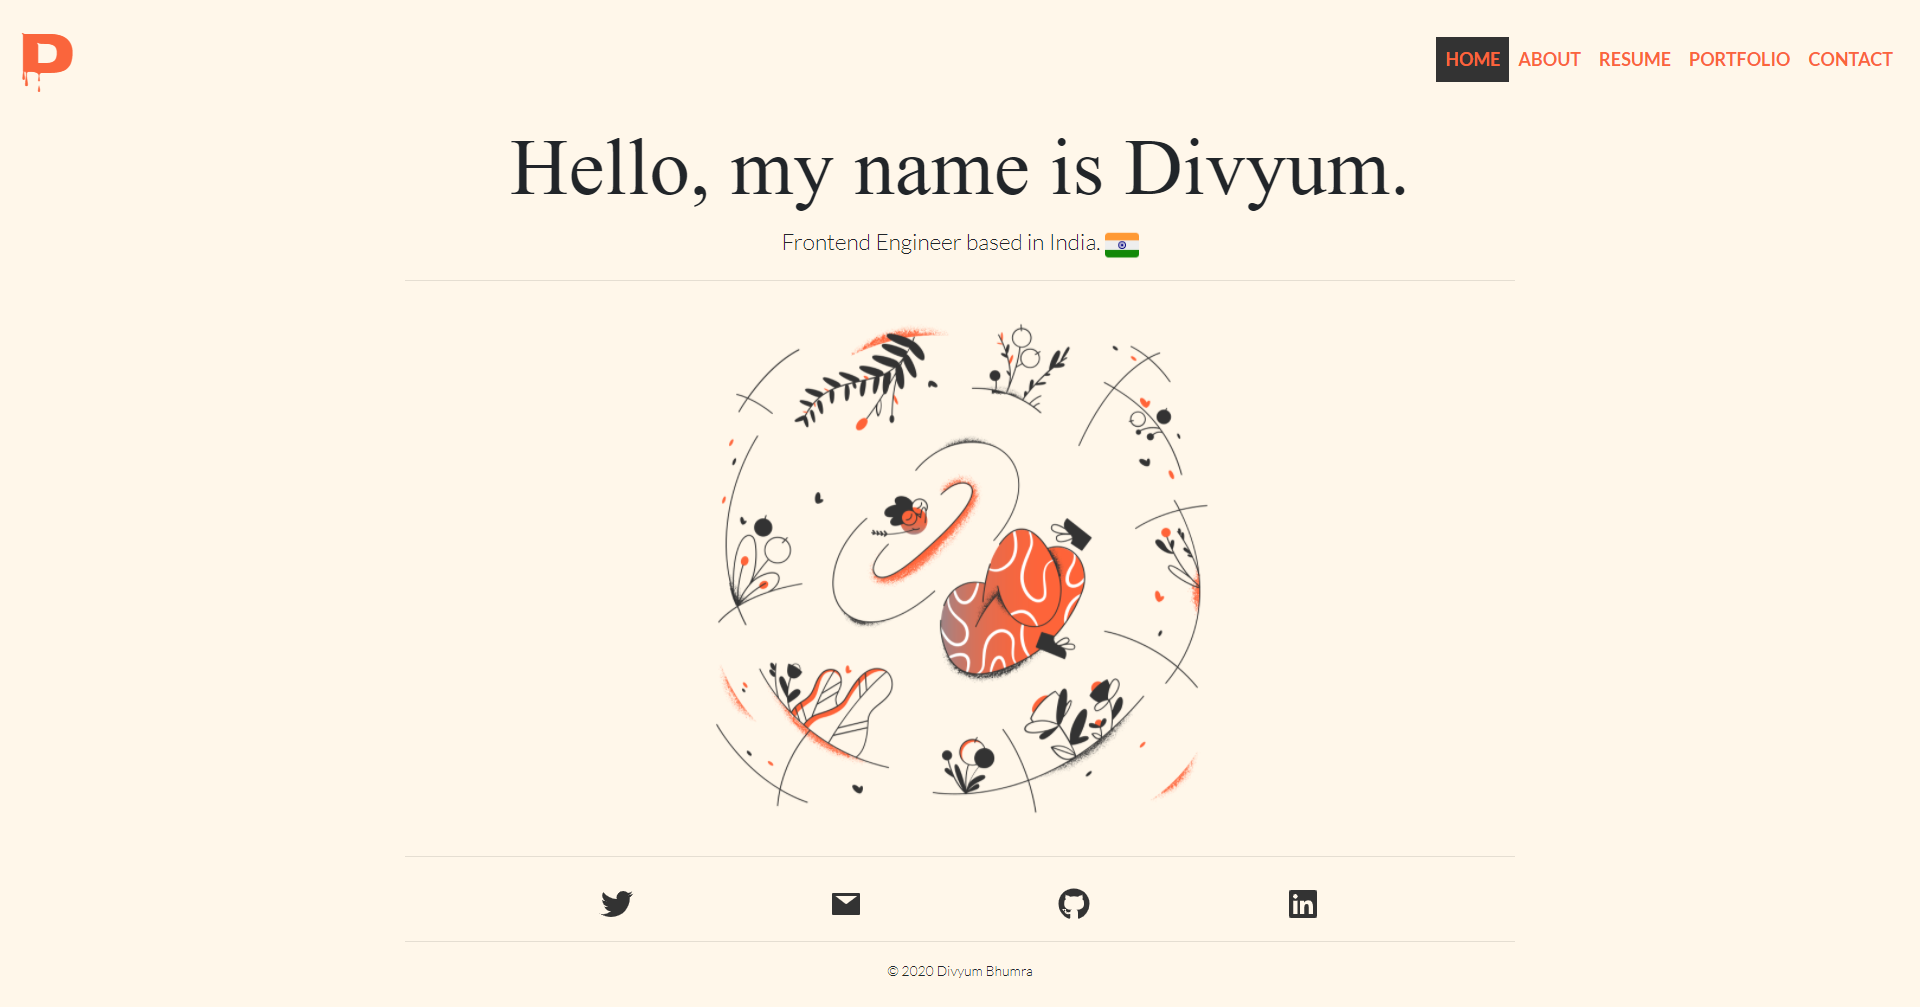 D
HOME ABOUT RESUME PORTFOLIO CONTACT
Hello, my name is Divyum.
Frontend Engineer based in India.
in
© 2020 Divyum Bhumra